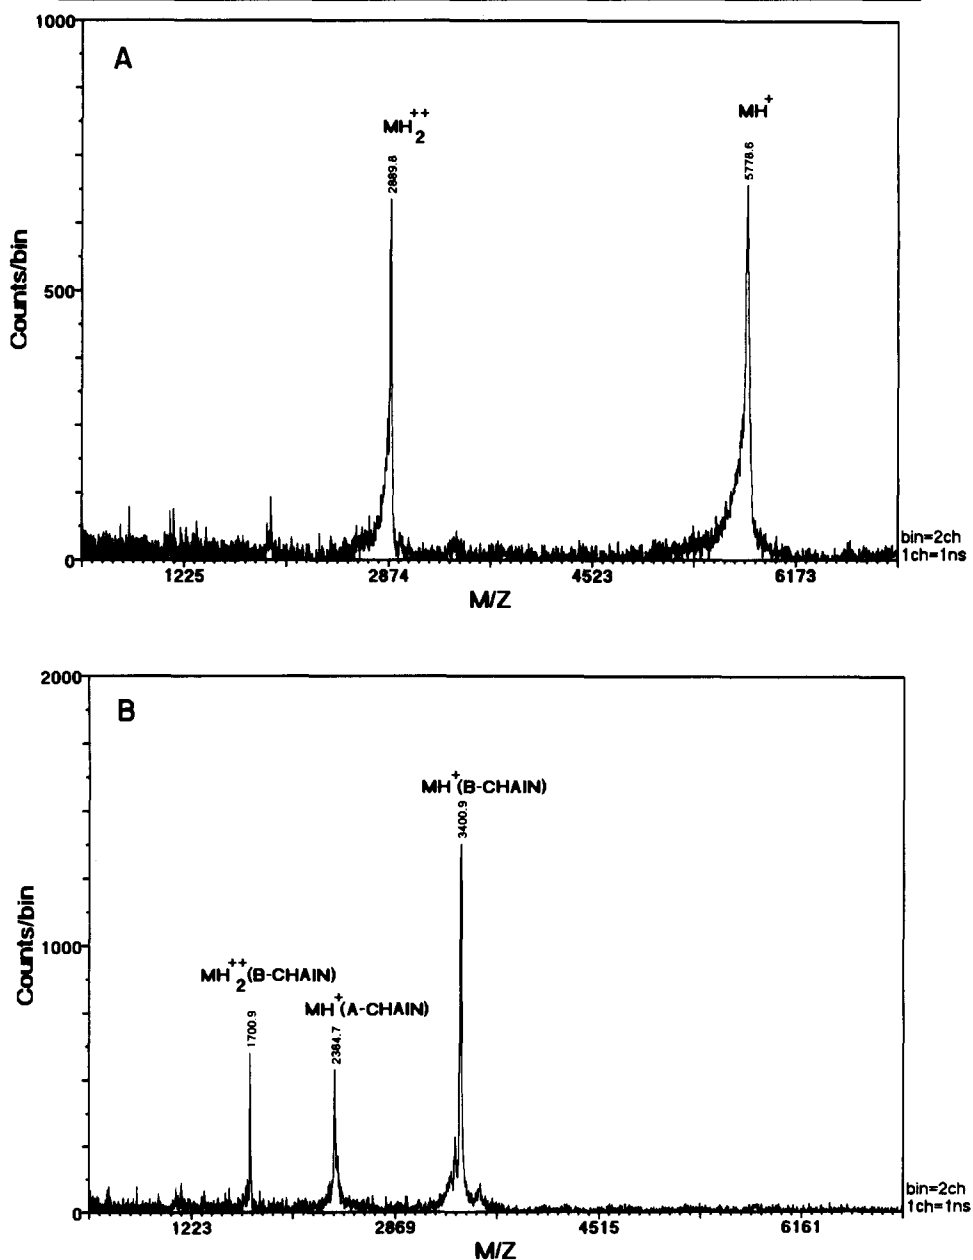 1000
A
MH2++
MH+
2889.8
5778.6
Counts/bin
500
0
1225
2874
4523
6173
bin=2ch
1ch=1ns
M/Z
2000
B
MH+(B-CHAIN)
3400.9
Counts/bin
1000
MH2++(B-CHAIN)
MH+(A-CHAIN)
1700.9
2384.7
0
1223
2869
4515
6161
bin=2ch
1ch=1ns
M/Z